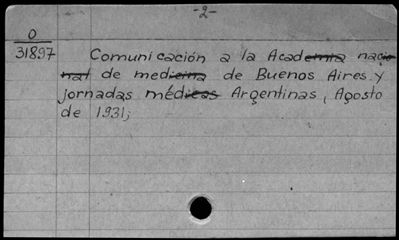 -2-
0
31897
Comunicación a la Academia nacio
nal de medicina de Buenos Aires y
jornadas médicas Argentinas, Agosto
de 1931;